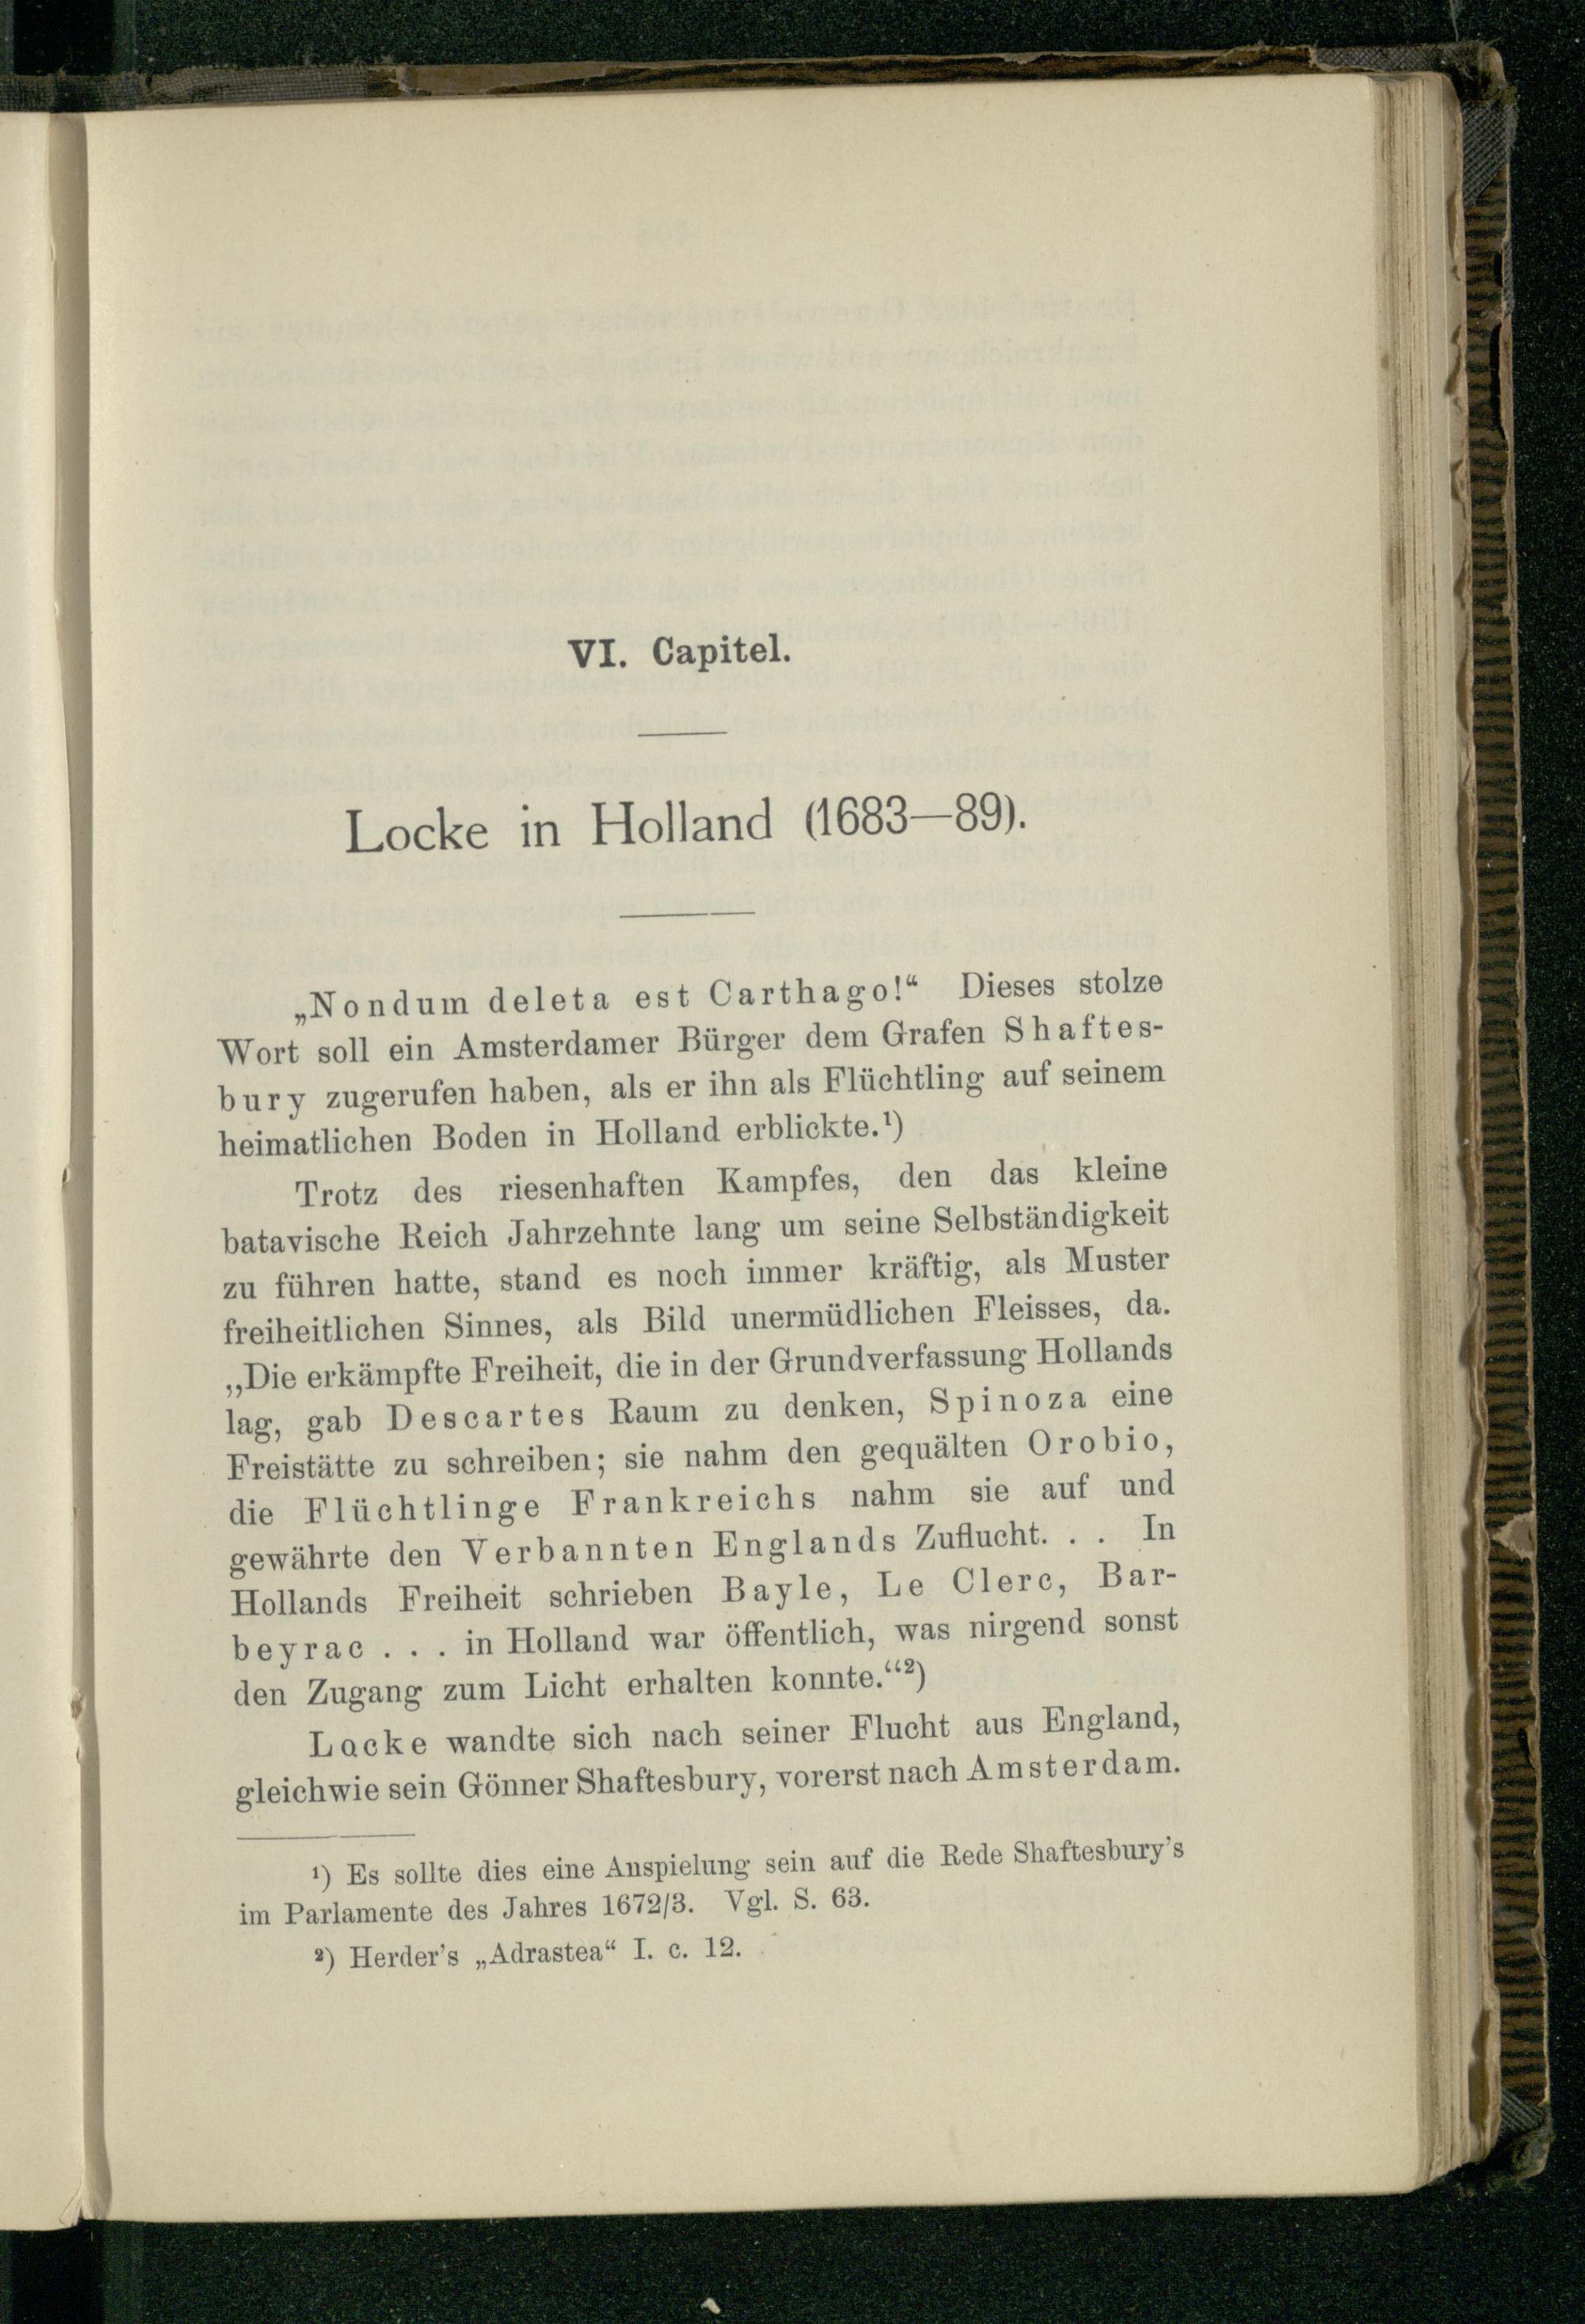 VI. Capitel.
Locke in Holland (1683—89).
„Nondum deleta est Carthago!“ Dieses stolze
Wort soll ein Amsterdamer Bürger dem Grafen Shaftes-
bury zugerufen haben, als er ihn als Flüchtling auf seinem
heimatlichen Boden in Holland erblickte.¹)
Trotz des riesenhaften Kampfes, den das kleine
batavische Reich Jahrzehnte lang um seine Selbständigkeit
zu führen hatte, stand es noch immer kräftig, als Muster
freiheitlichen Sinnes, als Bild unermüdlichen Fleisses, da.
„Die erkämpfte Freiheit, die in der Grundverfassung Hollands
lag, gab Descartes Raum zu denken, Spinoza eine
Freistätte zu schreiben; sie nahm den gequälten Orobio,
die Flüchtlinge Frankreichs nahm sie auf und
gewährte den Verbannten Englands Zuflucht. . . In
Hollands Freiheit schrieben Bayle, Le Clerc, Bar-
beyrac . . . in Holland war öffentlich, was nirgend sonst
den Zugang zum Licht erhalten konnte.“²)
Locke wandte sich nach seiner Flucht aus England,
gleichwie sein Gönner Shaftesbury, vorerst nach Amsterdam.
¹) Es sollte dies eine Anspielung sein auf die Rede Shaftesbury's
im Parlamente des Jahres 1672/3. Vgl. S. 63.
²) Herder's „Adrastea“ I. c. 12.